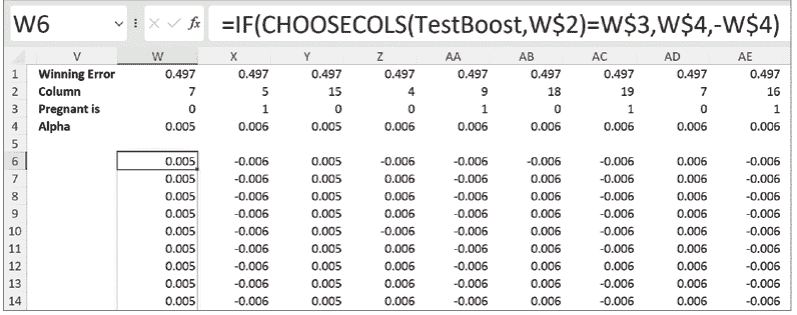 W6 fx =IF(CHOOSECOLS(TestBoost,W$2)=W$3,W$4,-W$4)
V W X Y Z AA AB AC AD AE
1 Winning Error 0.497 0.497 0.497 0.497 0.497 0.497 0.497 0.497 0.497
2 Column 7 5 15 4 9 18 19 7 16
3 Pregnant is 0 1 0 0 1 0 1 0 1
4 Alpha 0.005 0.006 0.005 0.006 0.006 0.006 0.006 0.006 0.006
5
6 0.005 -0.006 0.005 -0.006 -0.006 -0.006 -0.006 0.006 -0.006
7 0.005 -0.006 0.005 0.006 -0.006 0.006 -0.006 0.006 -0.006
8 0.005 -0.006 0.005 0.006 -0.006 0.006 -0.006 0.006 -0.006
9 0.005 -0.006 0.005 0.006 -0.006 0.006 -0.006 0.006 -0.006
10 0.005 -0.006 0.005 -0.006 -0.006 0.006 -0.006 0.006 -0.006
11 0.005 -0.006 0.005 0.006 -0.006 0.006 -0.006 0.006 -0.006
12 0.005 -0.006 0.005 0.006 -0.006 0.006 0.006 0.006 -0.006
13 0.005 -0.006 0.005 0.006 -0.006 0.006 -0.006 0.006 -0.006
14 0.005 -0.006 0.005 0.006 -0.006 0.006 -0.006 0.006 -0.006